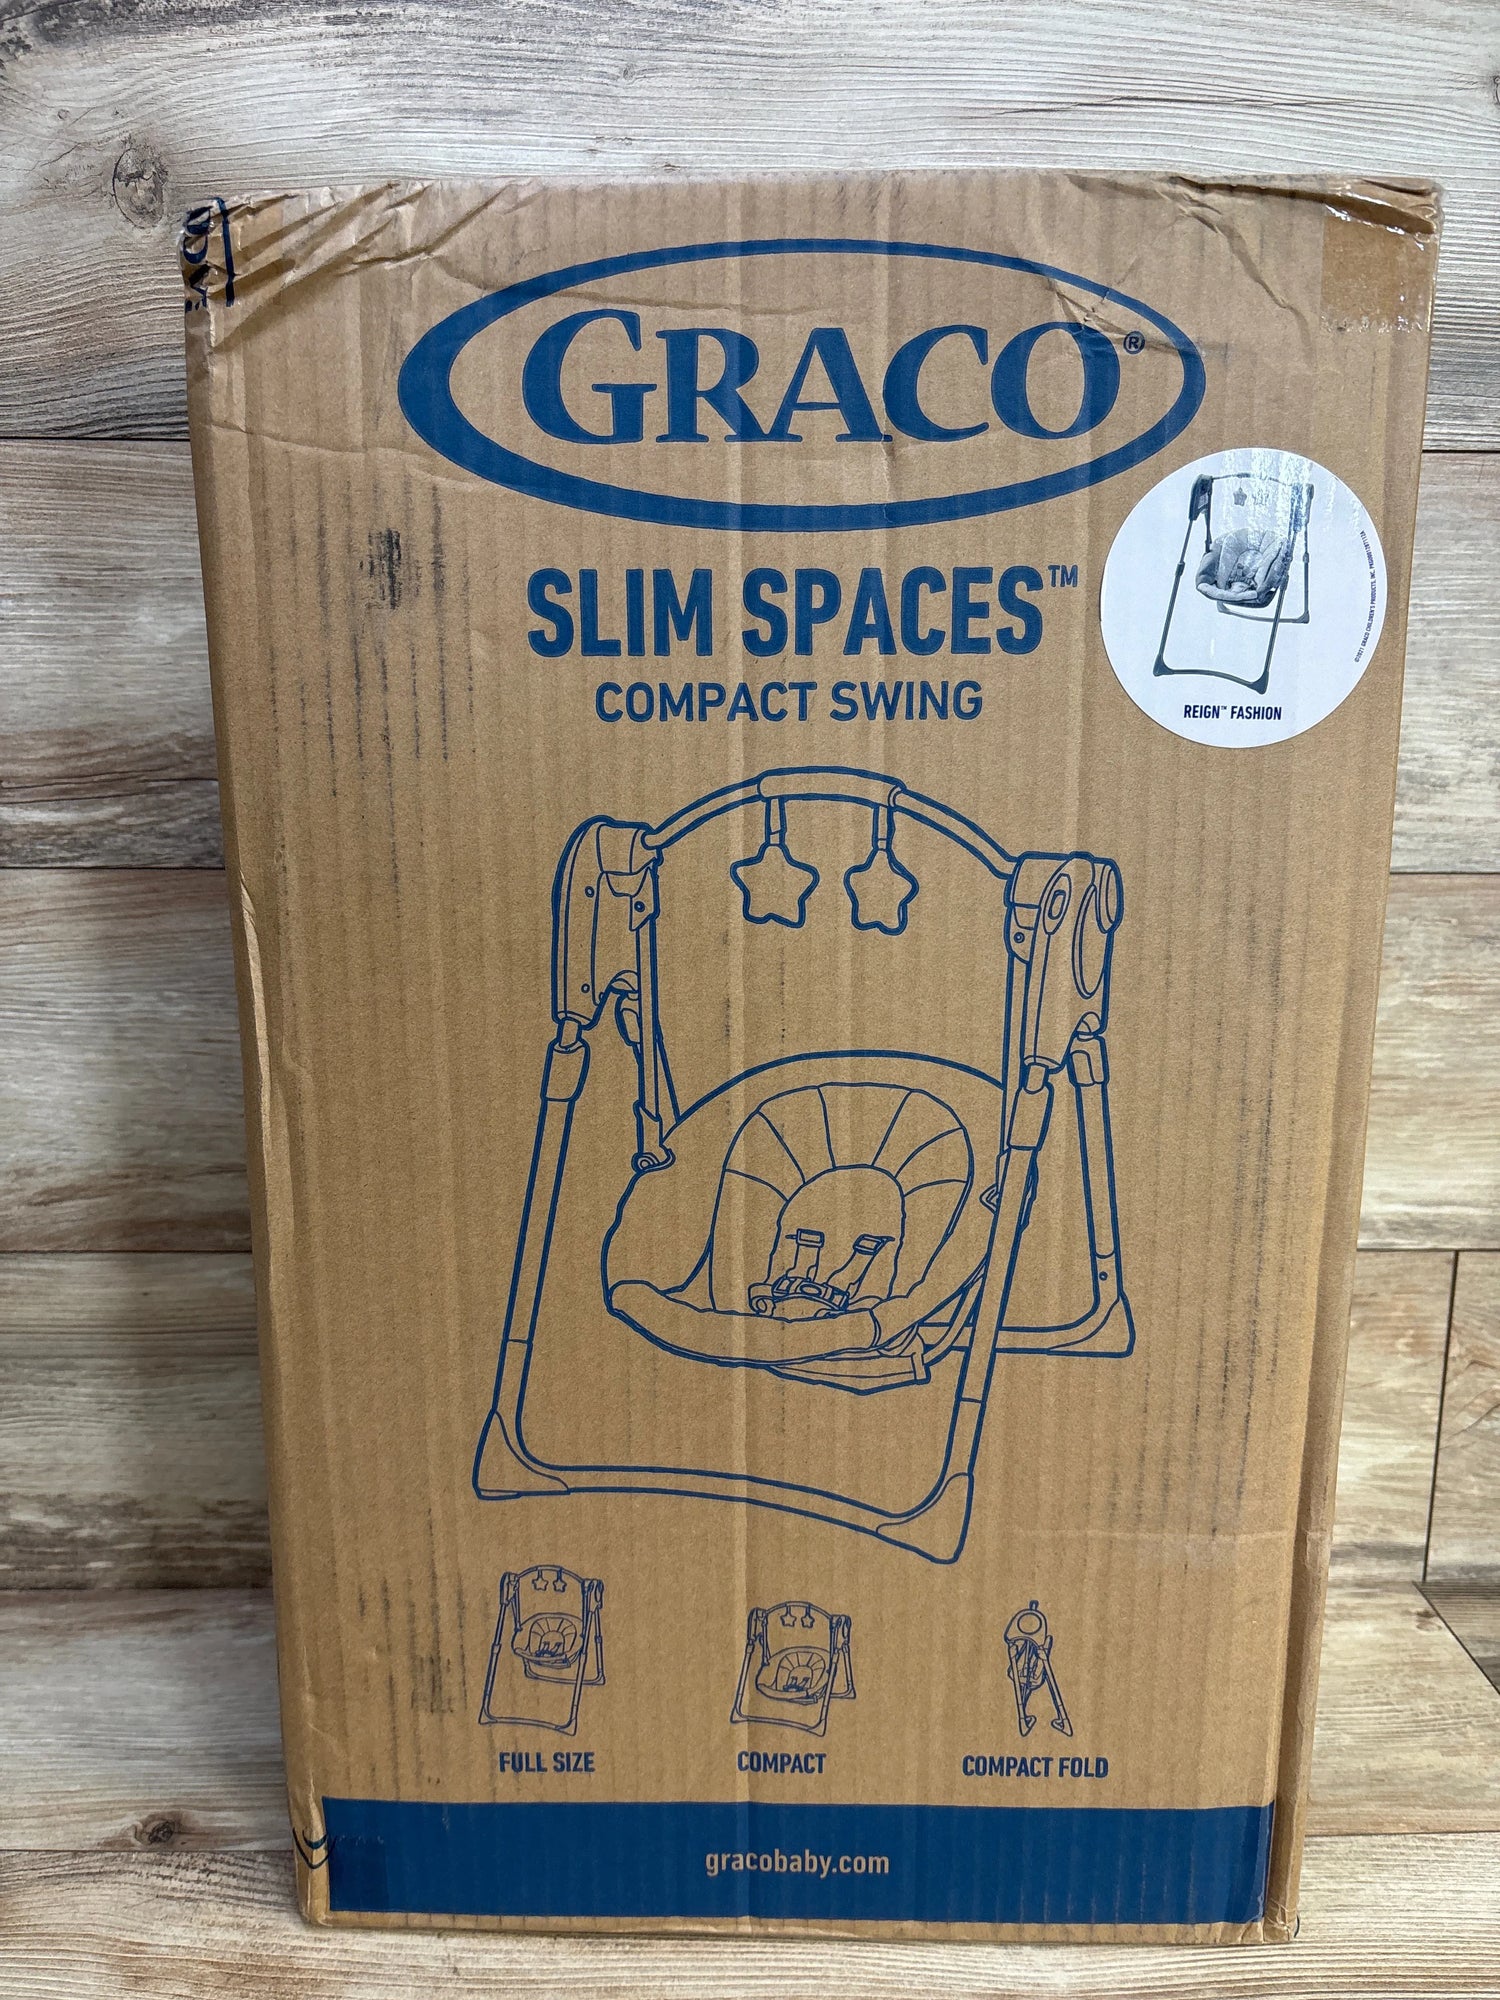 GRACO®
SLIM SPACES™
COMPACT SWING
REIGN™ FASHION
FULL SIZE
COMPACT
COMPACT FOLD
gracobaby.com